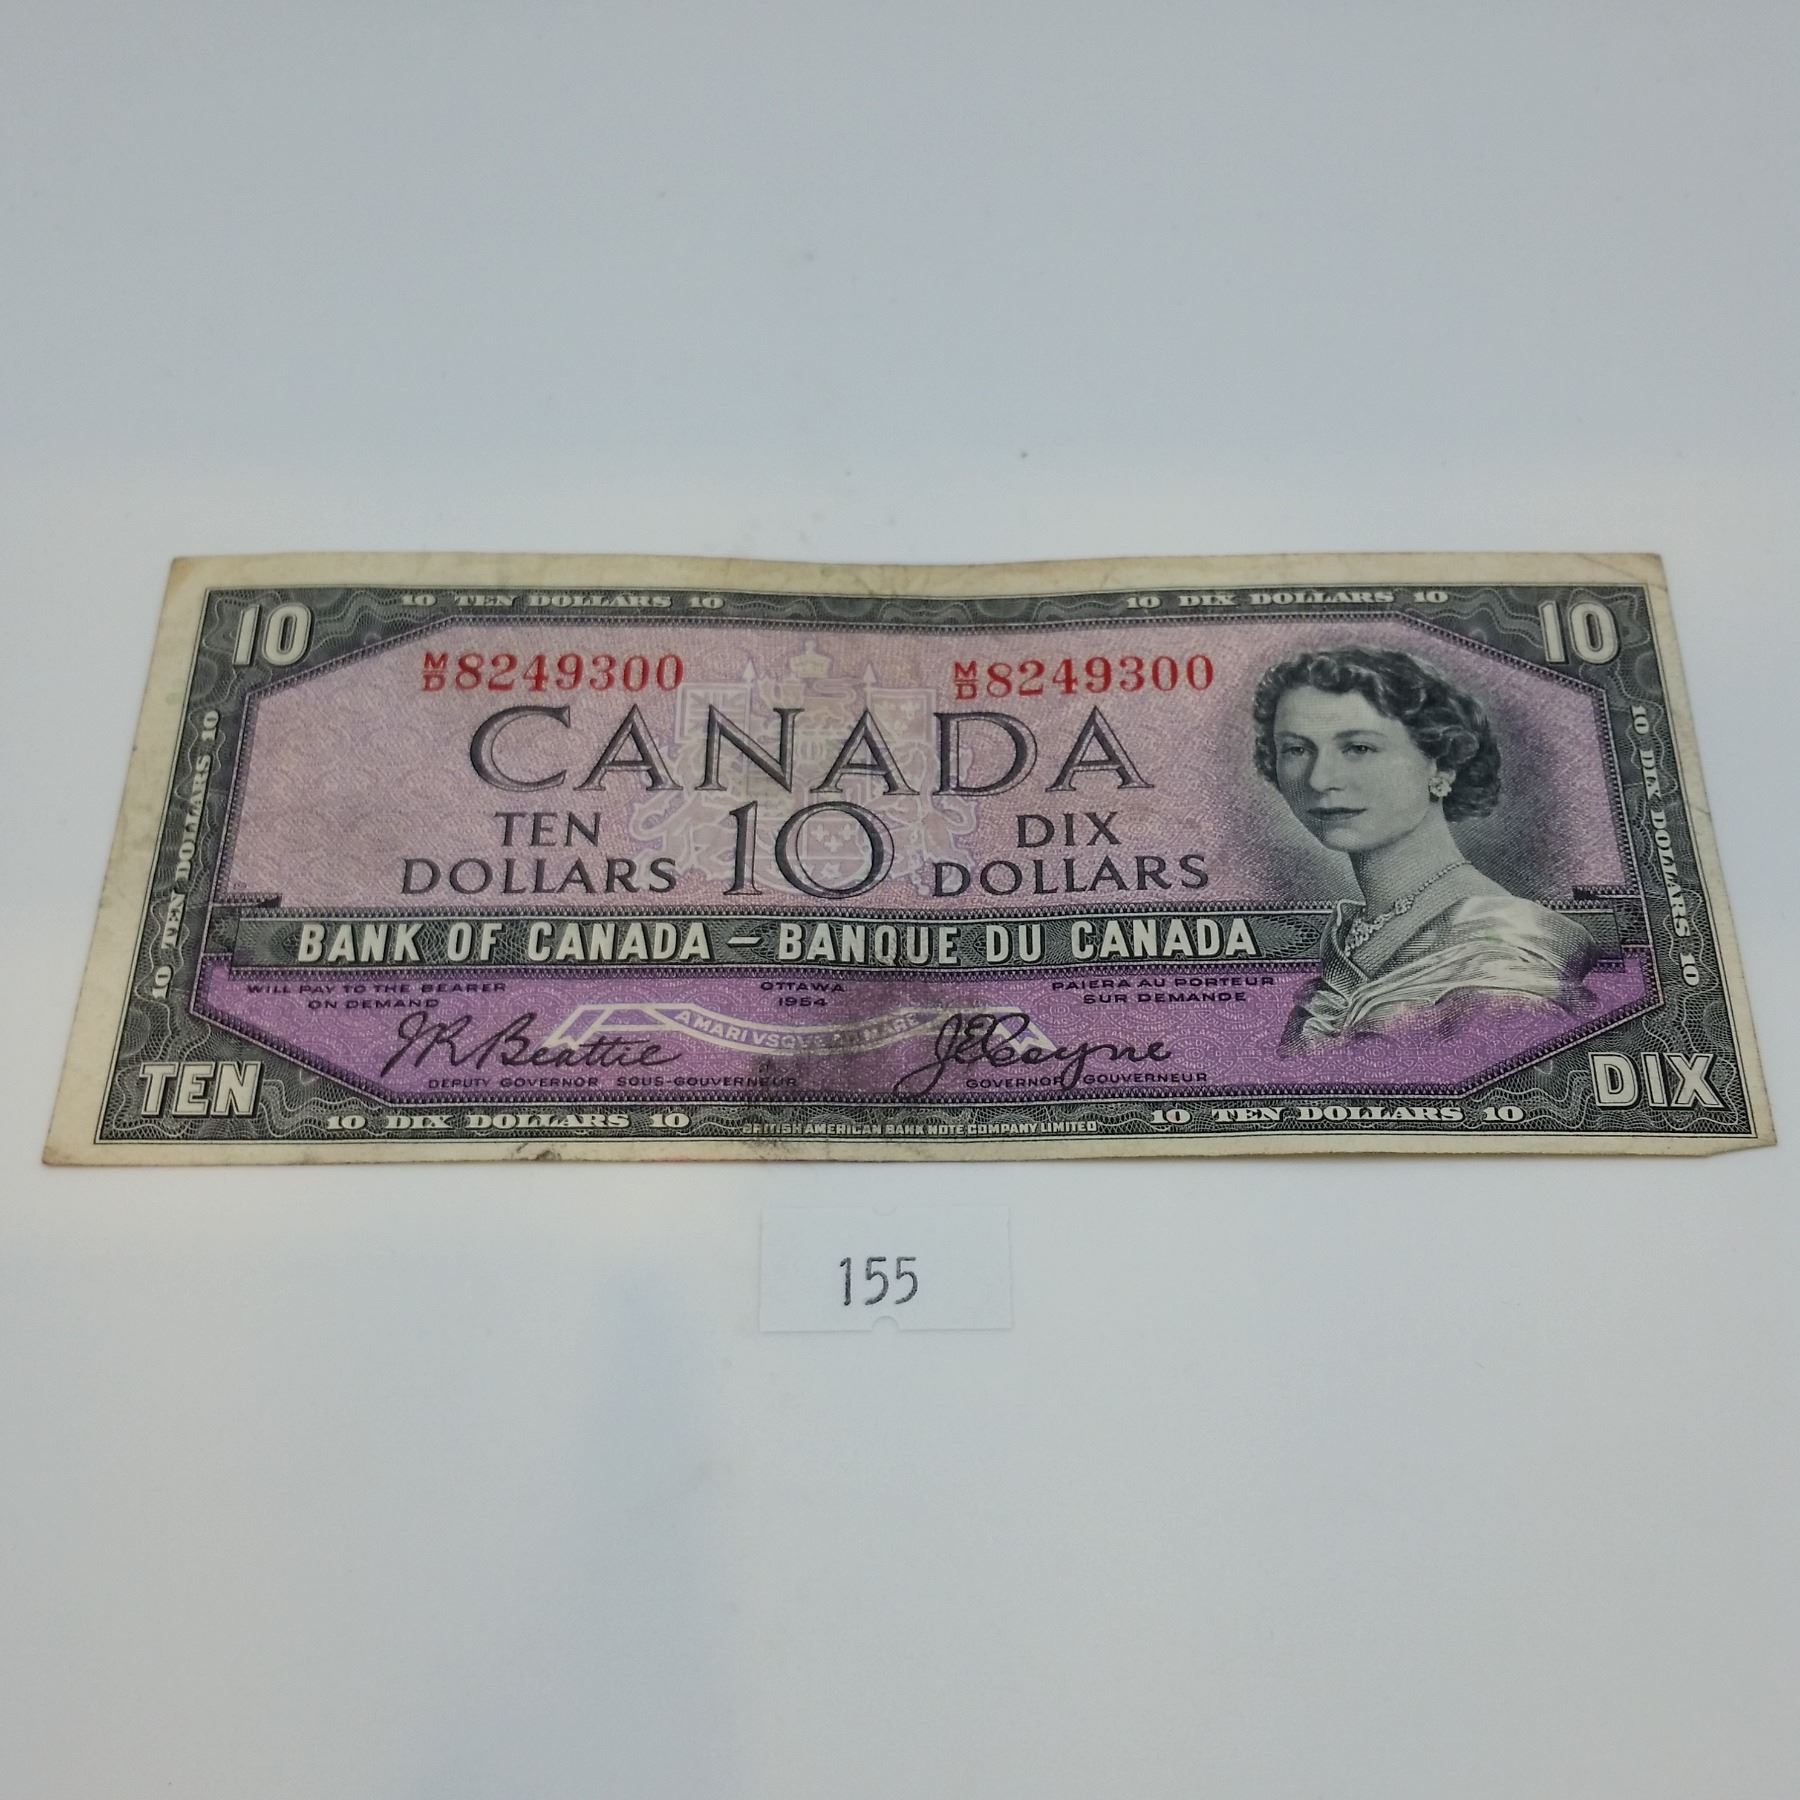 10 10 TEN DOLLARS 10 10 DIX DOLLARS 10 10
M/D 8249300 M/D 8249300
CANADA
TEN DOLLARS 10 DIX DOLLARS
10 TEN DOLLARS 10
10 DIX DOLLARS 10
BANK OF CANADA – BANQUE DU CANADA
WILL PAY TO THE BEARER ON DEMAND
OTTAWA 1954
PAIERA AU PORTEUR SUR DEMANDE
A MARI VSQVE AD MARE
JR Beattie
DEPUTY GOVERNOR SOUS-GOUVERNEUR
JE Coyne
GOVERNOR GOUVERNEUR
TEN 10 DIX DOLLARS 10 BRITISH AMERICAN BANK NOTE COMPANY LIMITED 10 TEN DOLLARS 10 DIX
155